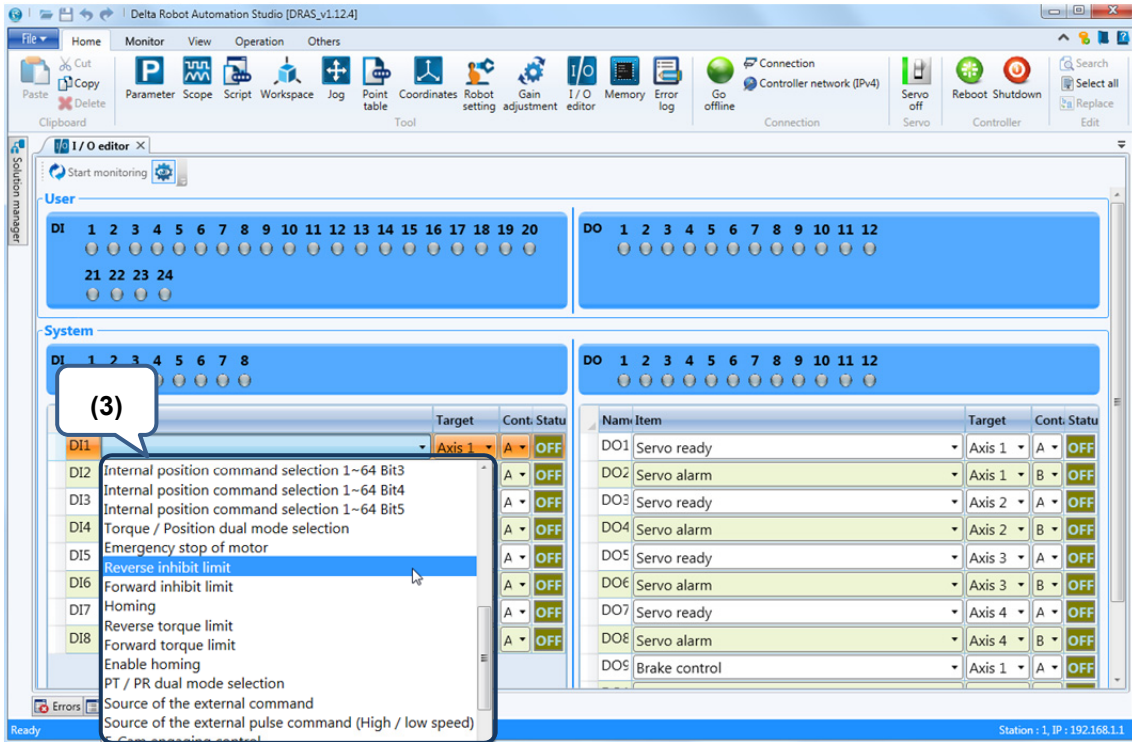 Delta Robot Automation Studio [DRAS_v1.12.4]
File Home Monitor View Operation Others
Paste Cut Copy Delete Clipboard
Parameter Scope Script Workspace Jog Point table Coordinates Robot setting Gain adjustment I/O editor Memory Error log Tool
Go offline Connection Controller network (IPv4) Connection
Servo off Servo
Reboot Shutdown Controller
Search Select all Replace Edit
Solution manager
I / O editor
Start monitoring
User
DI 1 2 3 4 5 6 7 8 9 10 11 12 13 14 15 16 17 18 19 20
21 22 23 24
DO 1 2 3 4 5 6 7 8 9 10 11 12
System
DI 1 2 3 4 5 6 7 8
DO 1 2 3 4 5 6 7 8 9 10 11 12
(3)
Target Cont Statu
DI1 Axis 1 A OFF
DI2 A OFF
DI3 A OFF
DI4 A OFF
DI5 A OFF
DI6 A OFF
DI7 A OFF
DI8 A OFF
Internal position command selection 1~64 Bit3
Internal position command selection 1~64 Bit4
Internal position command selection 1~64 Bit5
Torque / Position dual mode selection
Emergency stop of motor
Reverse inhibit limit
Forward inhibit limit
Homing
Reverse torque limit
Forward torque limit
Enable homing
PT / PR dual mode selection
Source of the external command
Source of the external pulse command (High / low speed)
E-Cam engaging control
Name Item Target Cont Statu
DO1 Servo ready Axis 1 A OFF
DO2 Servo alarm Axis 1 B OFF
DO3 Servo ready Axis 2 A OFF
DO4 Servo alarm Axis 2 B OFF
DO5 Servo ready Axis 3 A OFF
DO6 Servo alarm Axis 3 B OFF
DO7 Servo ready Axis 4 A OFF
DO8 Servo alarm Axis 4 B OFF
DO9 Brake control Axis 1 A OFF
Errors
Ready
Station : 1, IP : 192.168.1.1